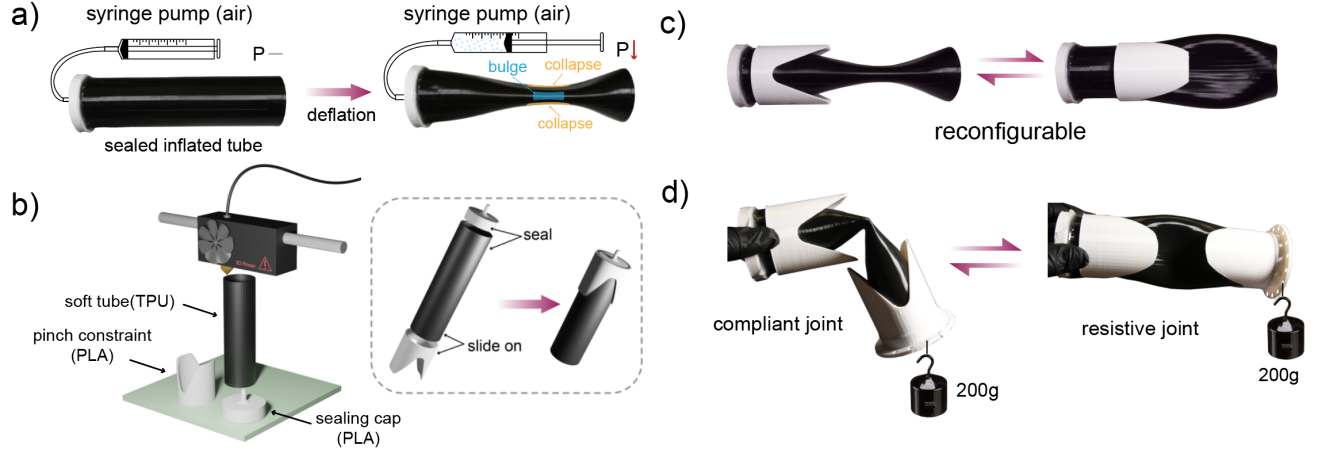 a)
syringe pump (air)
P
deflation
sealed inflated tube
syringe pump (air)
P
bulge
collapse
collapse
b)
soft tube(TPU)
pinch constraint
(PLA)
sealing cap
(PLA)
seal
slide on
c)
reconfigurable
d)
compliant joint
200g
resistive joint
200g